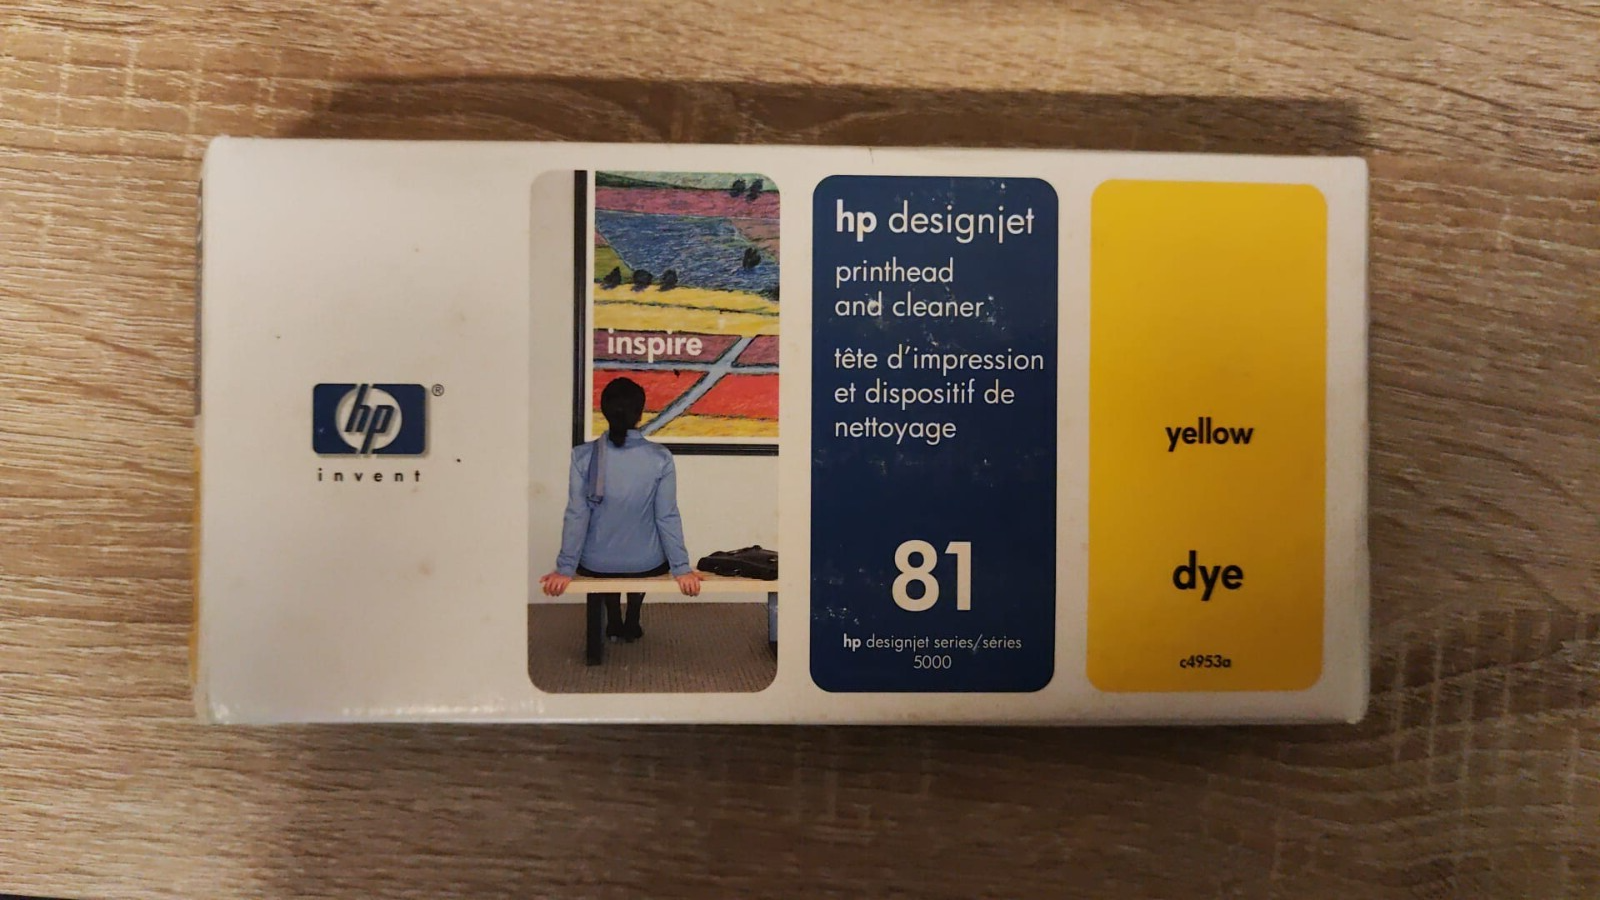 hp
®
invent
inspire
hp designjet
printhead
and cleaner
tête d'impression
et dispositif de
nettoyage
81
hp designjet series/séries
5000
yellow
dye
c4953a